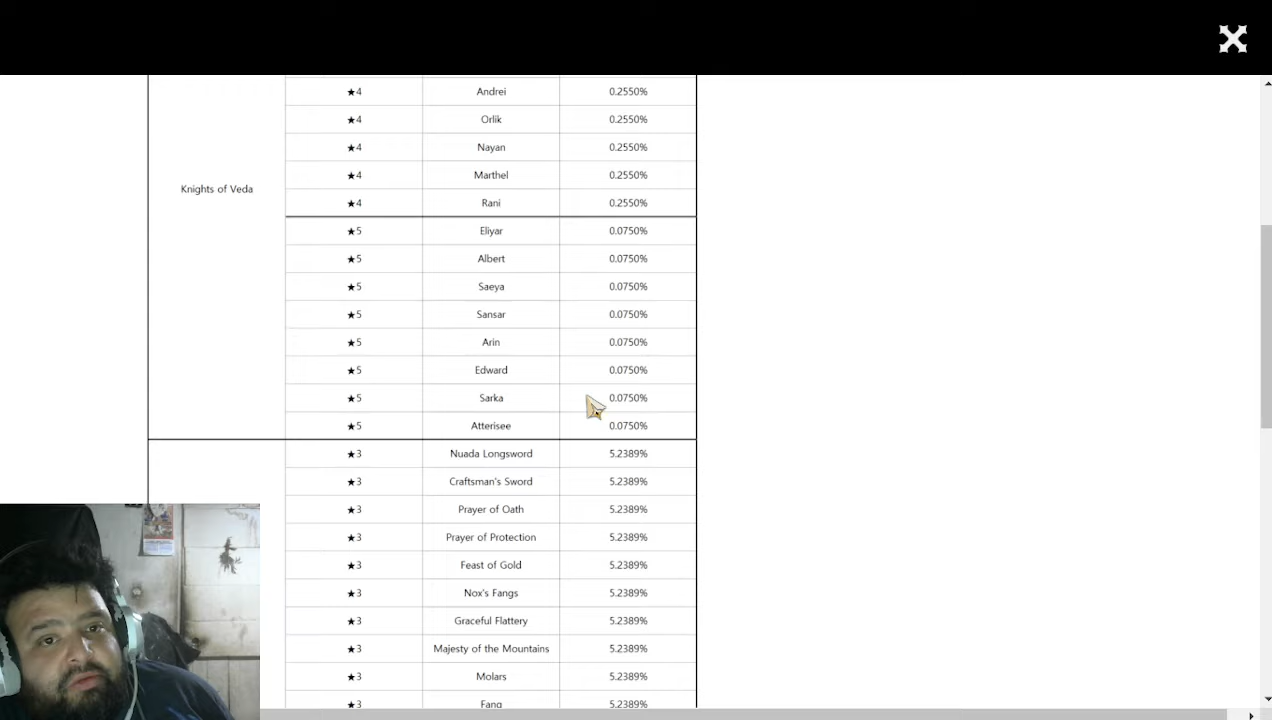 ★4 Andrei 0.2550%
★4 Orlik 0.2550%
★4 Nayan 0.2550%
★4 Marthel 0.2550%
Knights of Veda
★4 Rani 0.2550%
★5 Eliyar 0.0750%
★5 Albert 0.0750%
★5 Saeya 0.0750%
★5 Sansar 0.0750%
★5 Arin 0.0750%
★5 Edward 0.0750%
★5 Sarka 0.0750%
★5 Atterisee 0.0750%
★3 Nuada Longsword 5.2389%
★3 Craftsman's Sword 5.2389%
★3 Prayer of Oath 5.2389%
★3 Prayer of Protection 5.2389%
★3 Feast of Gold 5.2389%
★3 Nox's Fangs 5.2389%
★3 Graceful Flattery 5.2389%
★3 Majesty of the Mountains 5.2389%
★3 Molars 5.2389%
★3 Fang 5.2389%